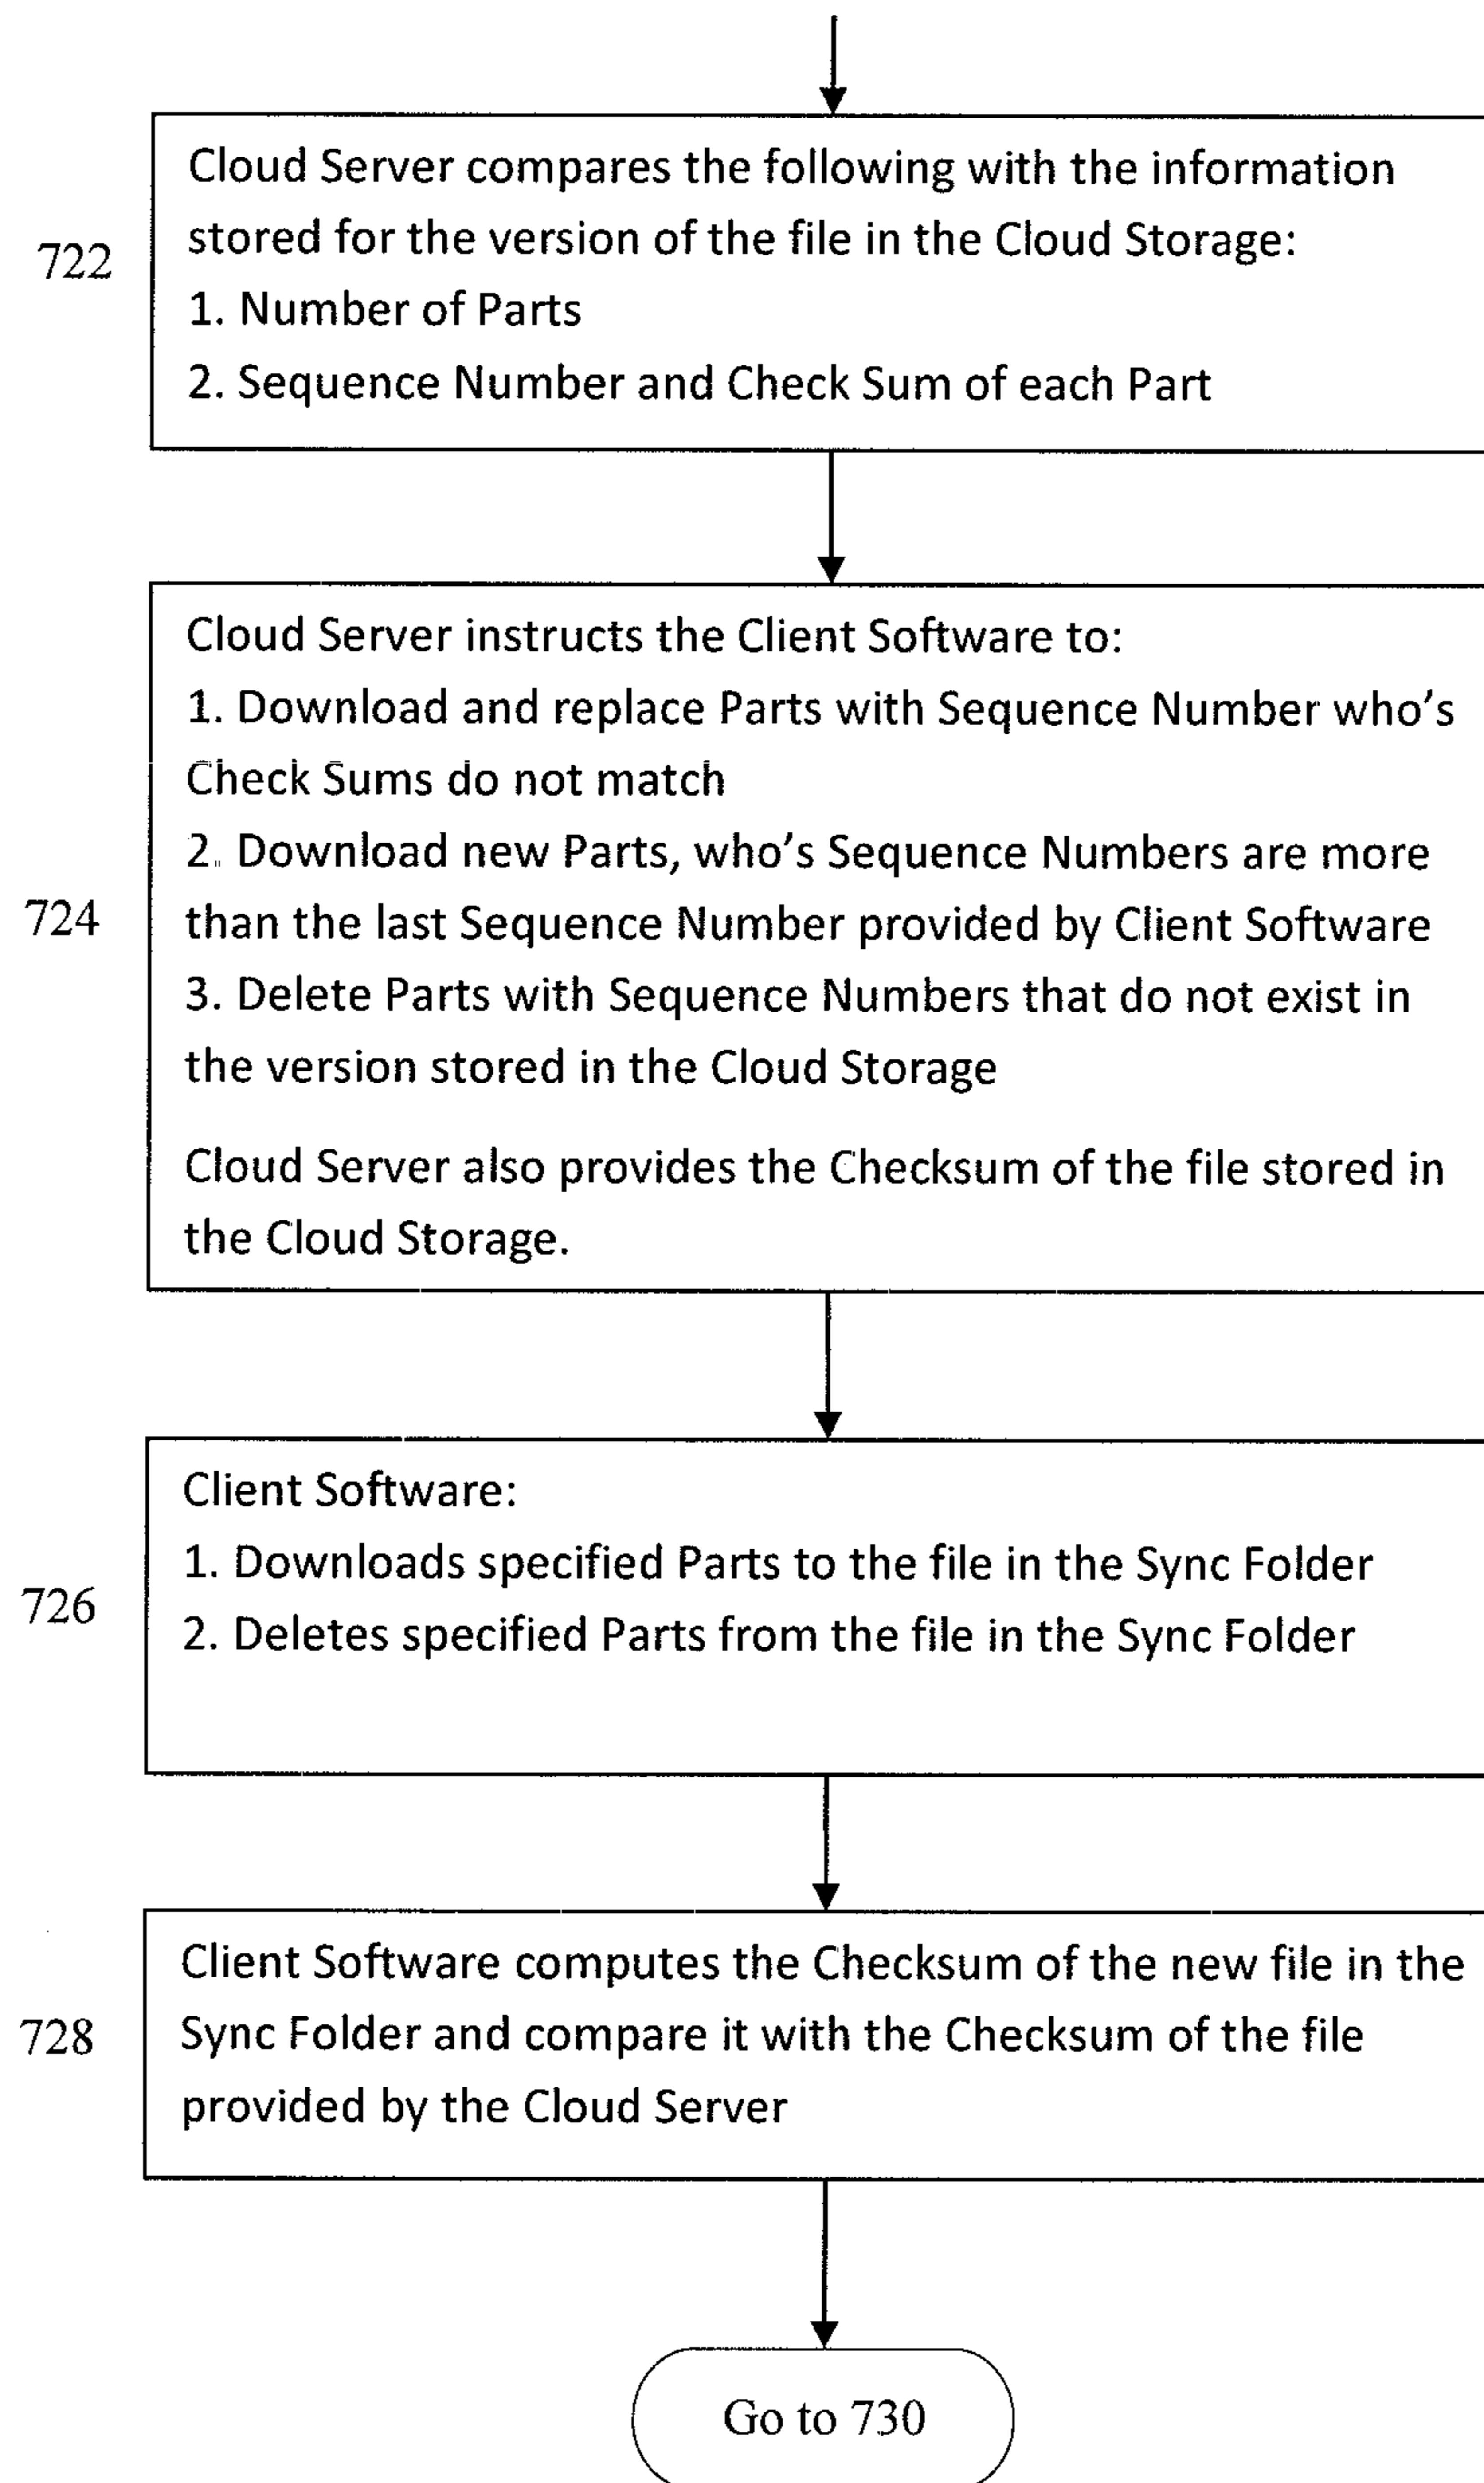 Cloud Server compares the following with the information
stored for the version of the file in the Cloud Storage:
722
1. Number of Parts
2. Sequence Number and Check Sum of each Part
Cloud Server instructs the Client Software to:
1. Download and replace Parts with Sequence Number who's
Check Sums do not match
2. Download new Parts, who's Sequence Numbers are more
724
than the last Sequence Number provided by Client Software
3. Delete Parts with Sequence Numbers that do not exist in
the version stored in the Cloud Storage
Cloud Server also provides the Checksum of the file stored in
the Cloud Storage.
Client Software:
1. Downloads specified Parts to the file in the Sync Folder
726
2. Deletes specified Parts from the file in the Sync Folder
Client Software computes the Checksum of the new file in the
728
Sync Folder and compare it with the Checksum of the file
provided by the Cloud Server
Go to 730